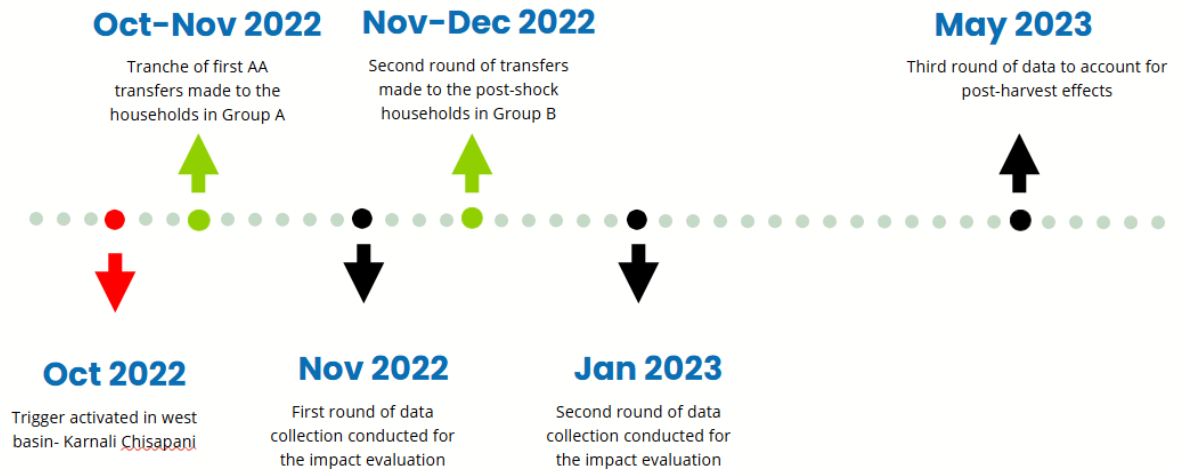 Oct-Nov 2022
Tranche of first AA
transfers made to the
households in Group A
Nov-Dec 2022
Second round of transfers
made to the post-shock
households in Group B
May 2023
Third round of data to account for
post-harvest effects
Oct 2022
Trigger activated in west
basin- Karnali Chisapani
Nov 2022
First round of data
collection conducted for
the impact evaluation
Jan 2023
Second round of data
collection conducted for
the impact evaluation